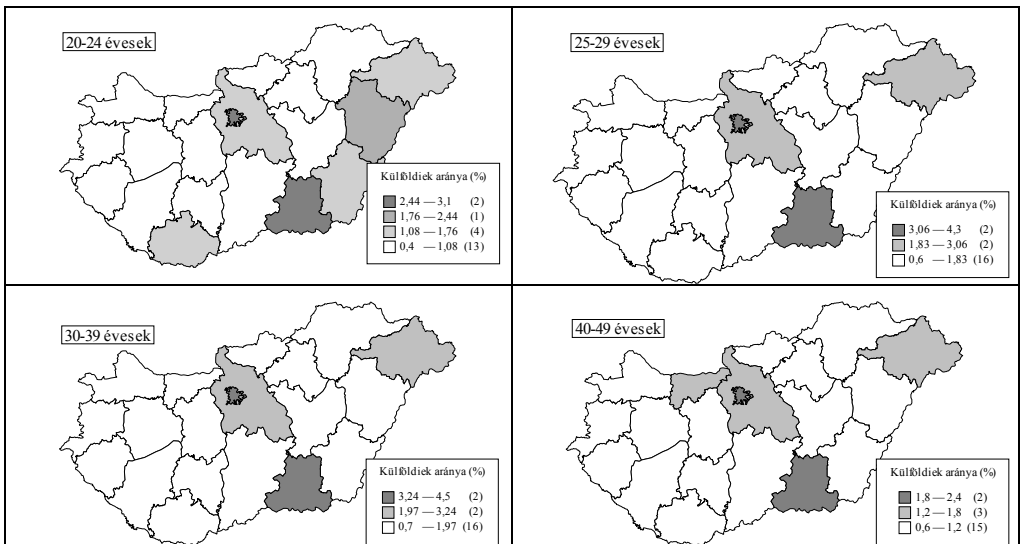 20-24 évesek
Külföldiek aránya (%)
2,44 — 3,1 (2)
1,76 — 2,44 (1)
1,08 — 1,76 (4)
0,4 — 1,08 (13)
25-29 évesek
Külföldiek aránya (%)
3,06 — 4,3 (2)
1,83 — 3,06 (2)
0,6 — 1,83 (16)
30-39 évesek
Külföldiek aránya (%)
3,24 — 4,5 (2)
1,97 — 3,24 (2)
0,7 — 1,97 (16)
40-49 évesek
Külföldiek aránya (%)
1,8 — 2,4 (2)
1,2 — 1,8 (3)
0,6 — 1,2 (15)